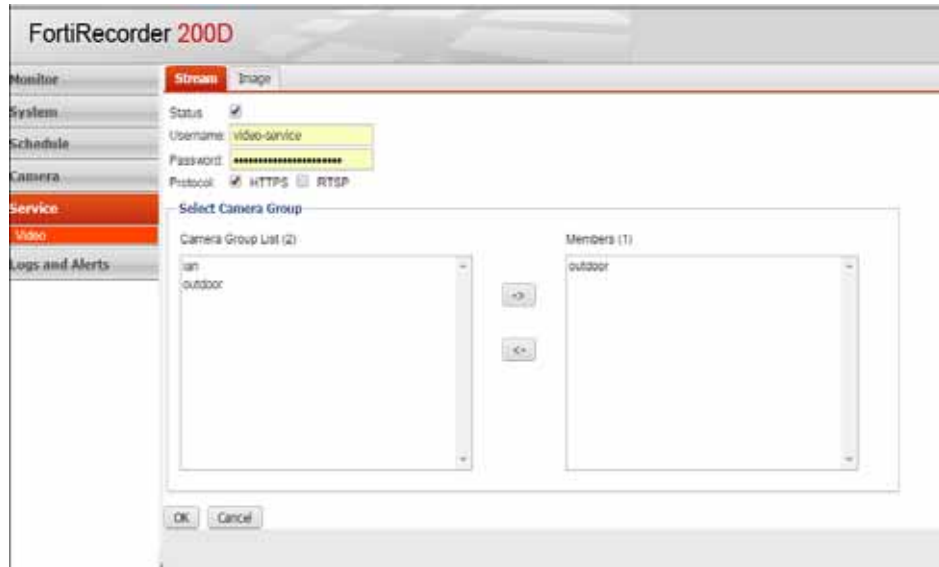 FortiRecorder 200D
Monitor
System
Schedule
Camera
Service
Video
Logs and Alerts
Stream Image
Status
Username: video-service
Password: ••••••••••••••••••••••
Protocol: HTTPS RTSP
Select Camera Group
Camera Group List (2)
ian
outdoor
->
<-
Members (1)
outdoor
OK Cancel